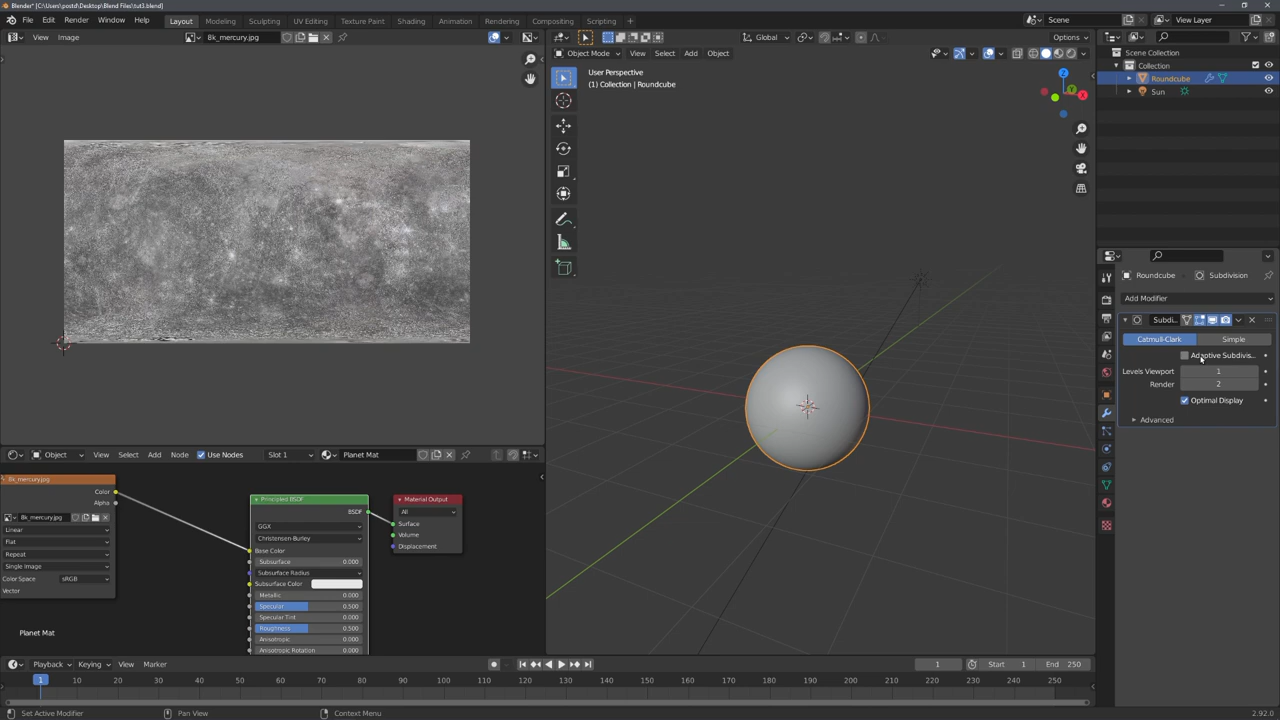 Blender* [C:\Users\postd\Desktop\Blend Files\tut3.blend]
File Edit Render Window Help Layout Modeling Sculpting UV Editing Texture Paint Shading Animation Rendering Compositing Scripting Scene View Layer
View Image 8k_mercury.jpg
Global Options
Object Mode View Select Add Object
User Perspective
(1) Collection | Roundcube
X
Y
Z
Scene Collection
Collection
Roundcube
Sun
Roundcube Subdivision
Add Modifier
Subdi...
Catmull-Clark Simple
Adaptive Subdivis...
Levels Viewport 1
Render 2
Optimal Display
Advanced
Object View Select Add Node Use Nodes Slot 1 Planet Mat
8k_mercury.jpg
Color
Alpha
8k_mercury.jpg
Linear
Flat
Repeat
Single Image
Color Space sRGB
Vector
Principled BSDF
BSDF
GGX
Christensen-Burley
Base Color
Subsurface 0.000
Subsurface Radius
Subsurface Color
Metallic 0.000
Specular 0.500
Specular Tint 0.000
Roughness 0.500
Anisotropic 0.000
Anisotropic Rotation 0.000
Material Output
All
Surface
Volume
Displacement
Planet Mat
Playback Keying View Marker 1 Start 1 End 250
1 10 20 30 40 50 60 70 80 90 100 110 120 130 140 150 160 170 180 190 200 210 220 230 240 250
Set Active Modifier Pan View Context Menu 2.92.0